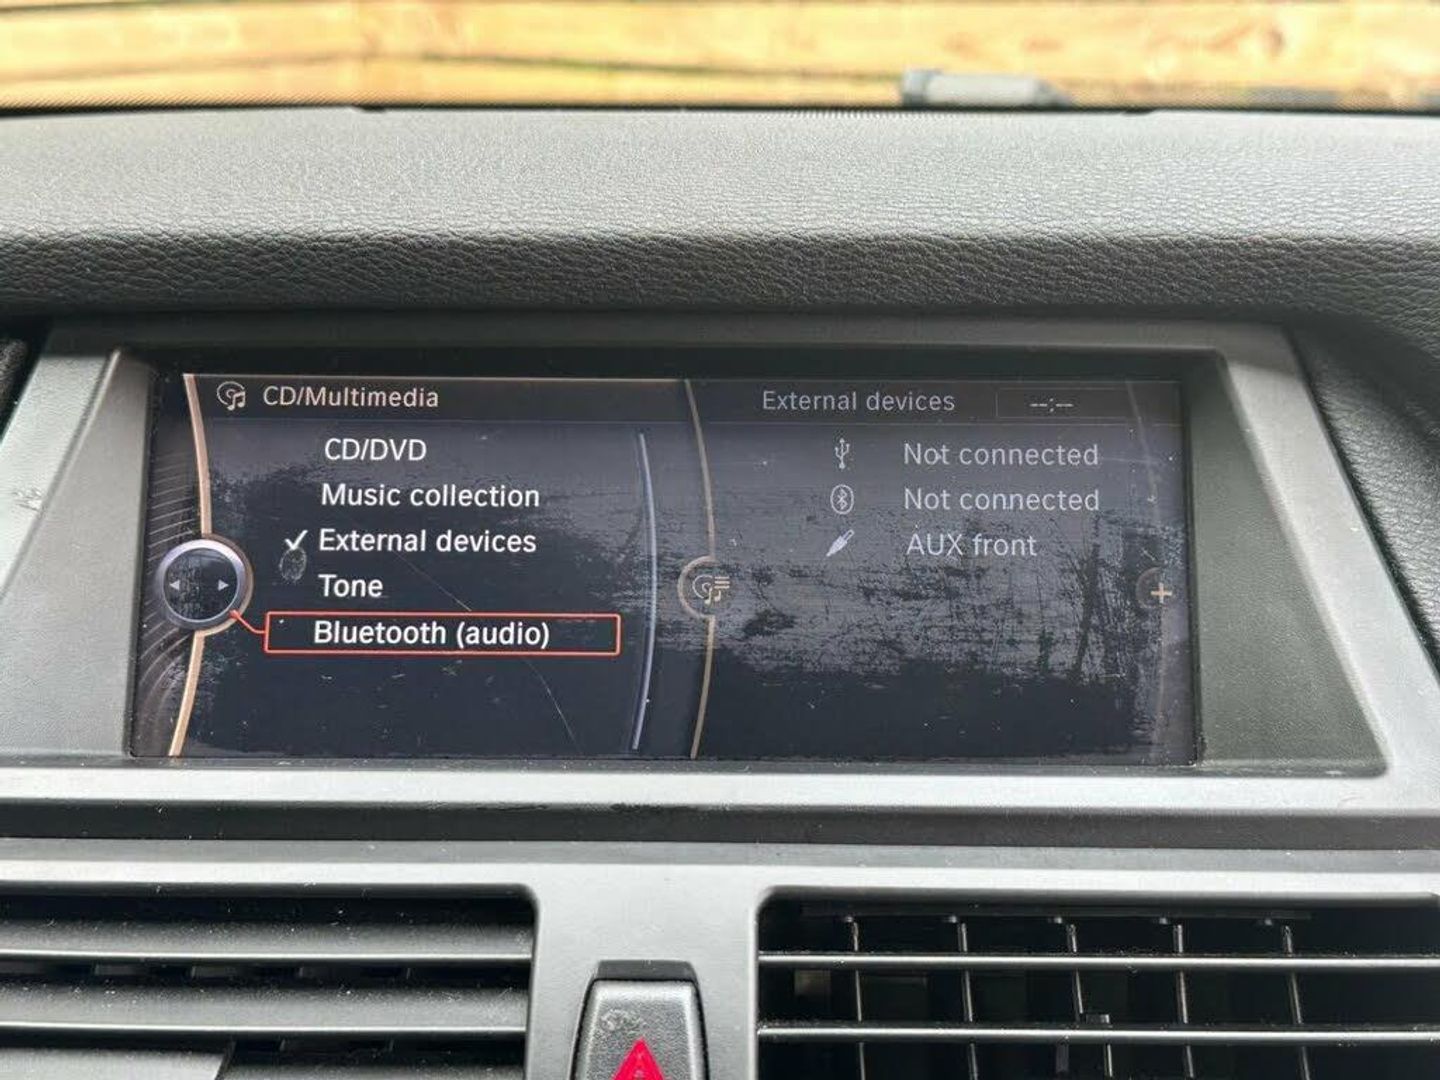 CD/Multimedia
CD/DVD
Music collection
External devices
Tone
Bluetooth (audio)
External devices --:--
Not connected
Not connected
AUX front